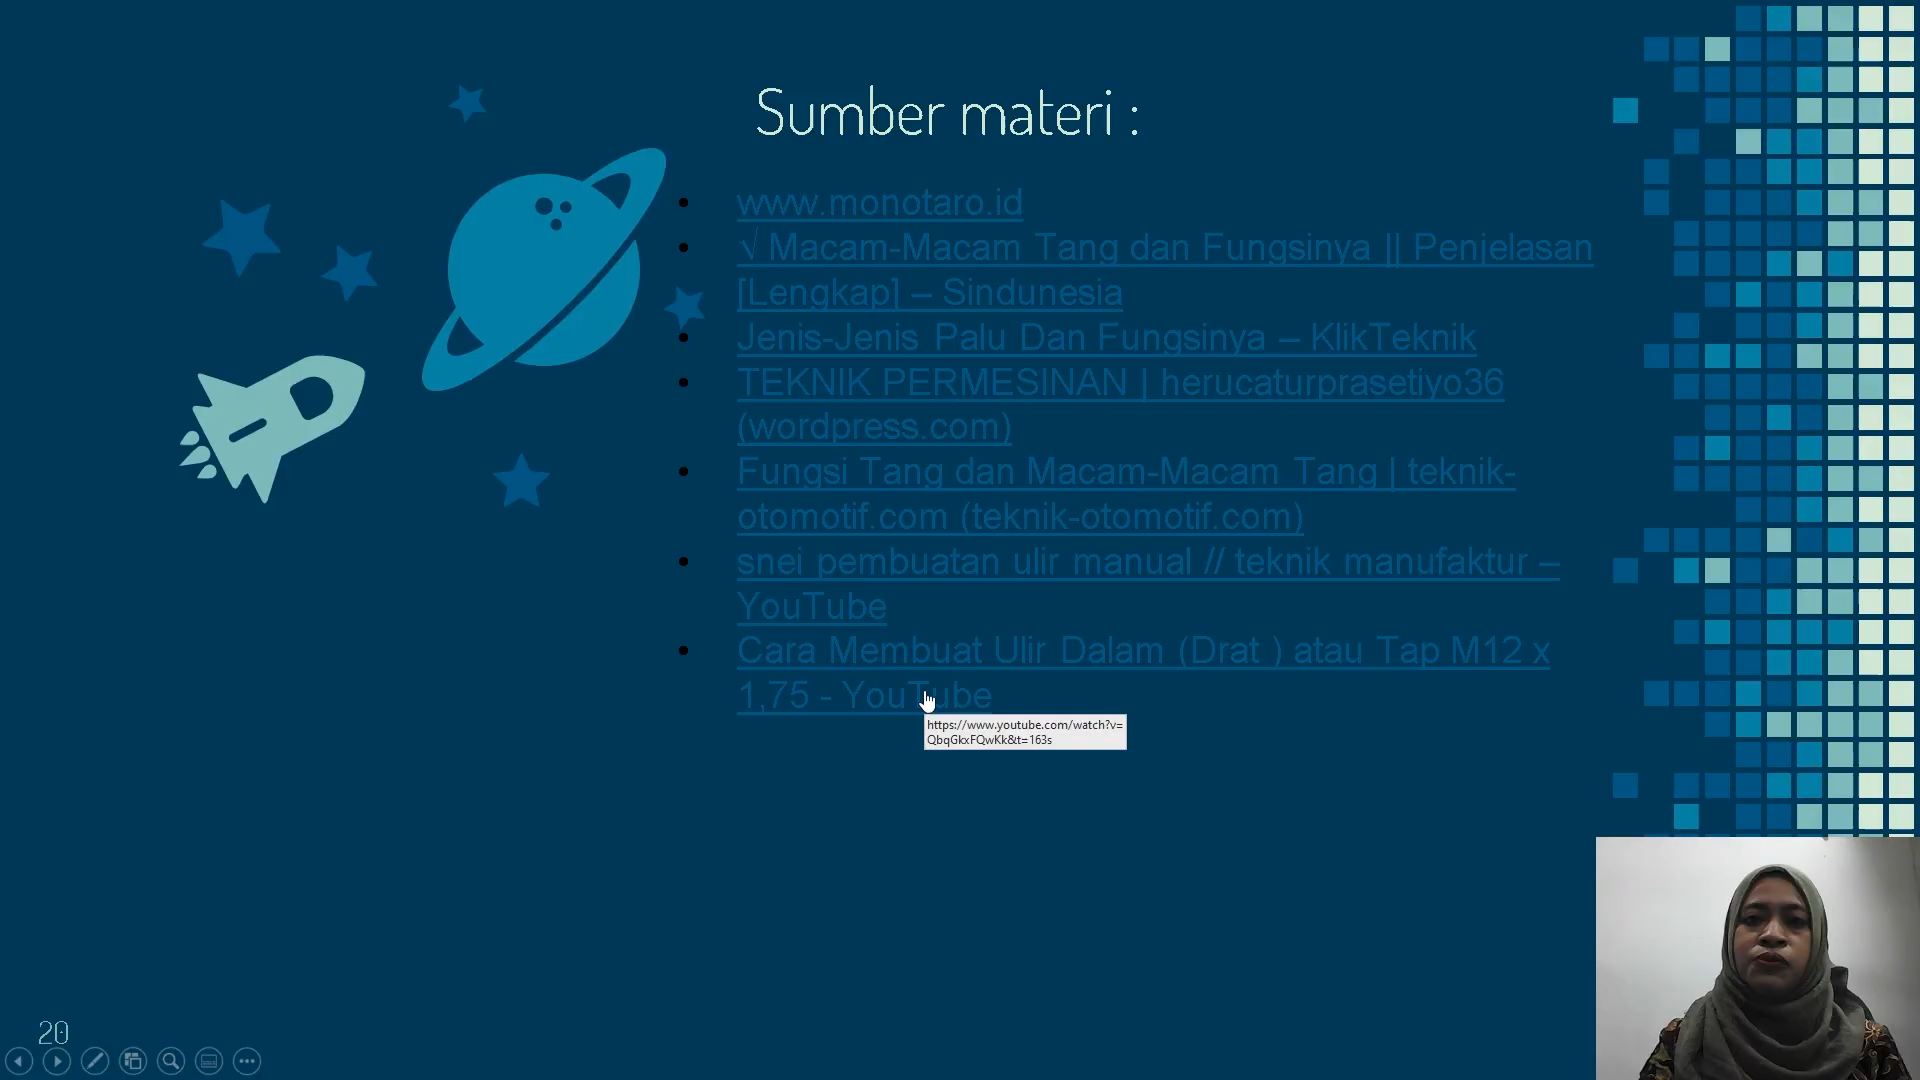 Sumber materi :
• www.monotaro.id
• √ Macam-Macam Tang dan Fungsinya || Penjelasan
[Lengkap] – Sindunesia
• Jenis-Jenis Palu Dan Fungsinya – KlikTeknik
• TEKNIK PERMESINAN | herucaturprasetiyo36
(wordpress.com)
• Fungsi Tang dan Macam-Macam Tang | teknik-
otomotif.com (teknik-otomotif.com)
• snei pembuatan ulir manual // teknik manufaktur –
YouTube
• Cara Membuat Ulir Dalam (Drat ) atau Tap M12 x
1,75 - YouTube
https://www.youtube.com/watch?v=
QbqGkxFQwKk&t=163s
20